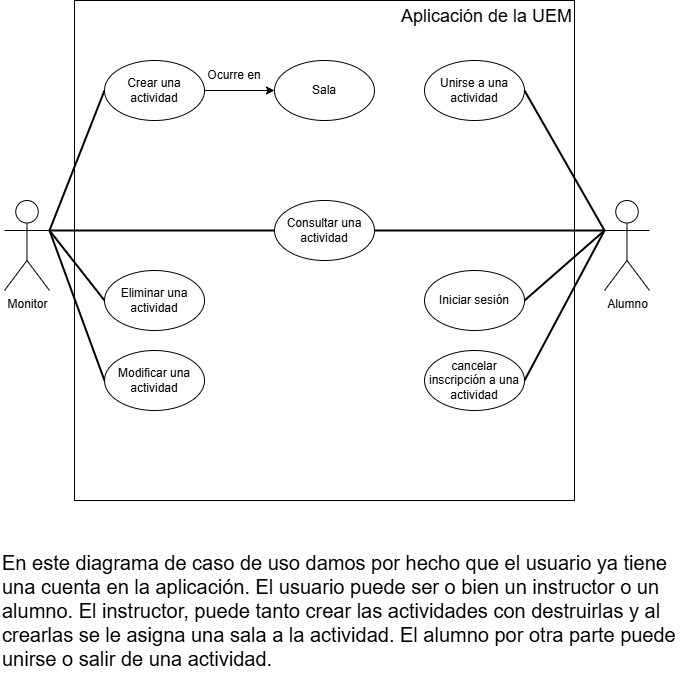 Aplicación de la UEM
Crear una
actividad
Ocurre en
Sala
Unirse a una
actividad
Consultar una
actividad
Monitor
Alumno
Eliminar una
actividad
Iniciar sesión
Modificar una
actividad
cancelar
inscripción a una
actividad
En este diagrama de caso de uso damos por hecho que el usuario ya tiene
una cuenta en la aplicación. El usuario puede ser o bien un instructor o un
alumno. El instructor, puede tanto crear las actividades con destruirlas y al
crearlas se le asigna una sala a la actividad. El alumno por otra parte puede
unirse o salir de una actividad.